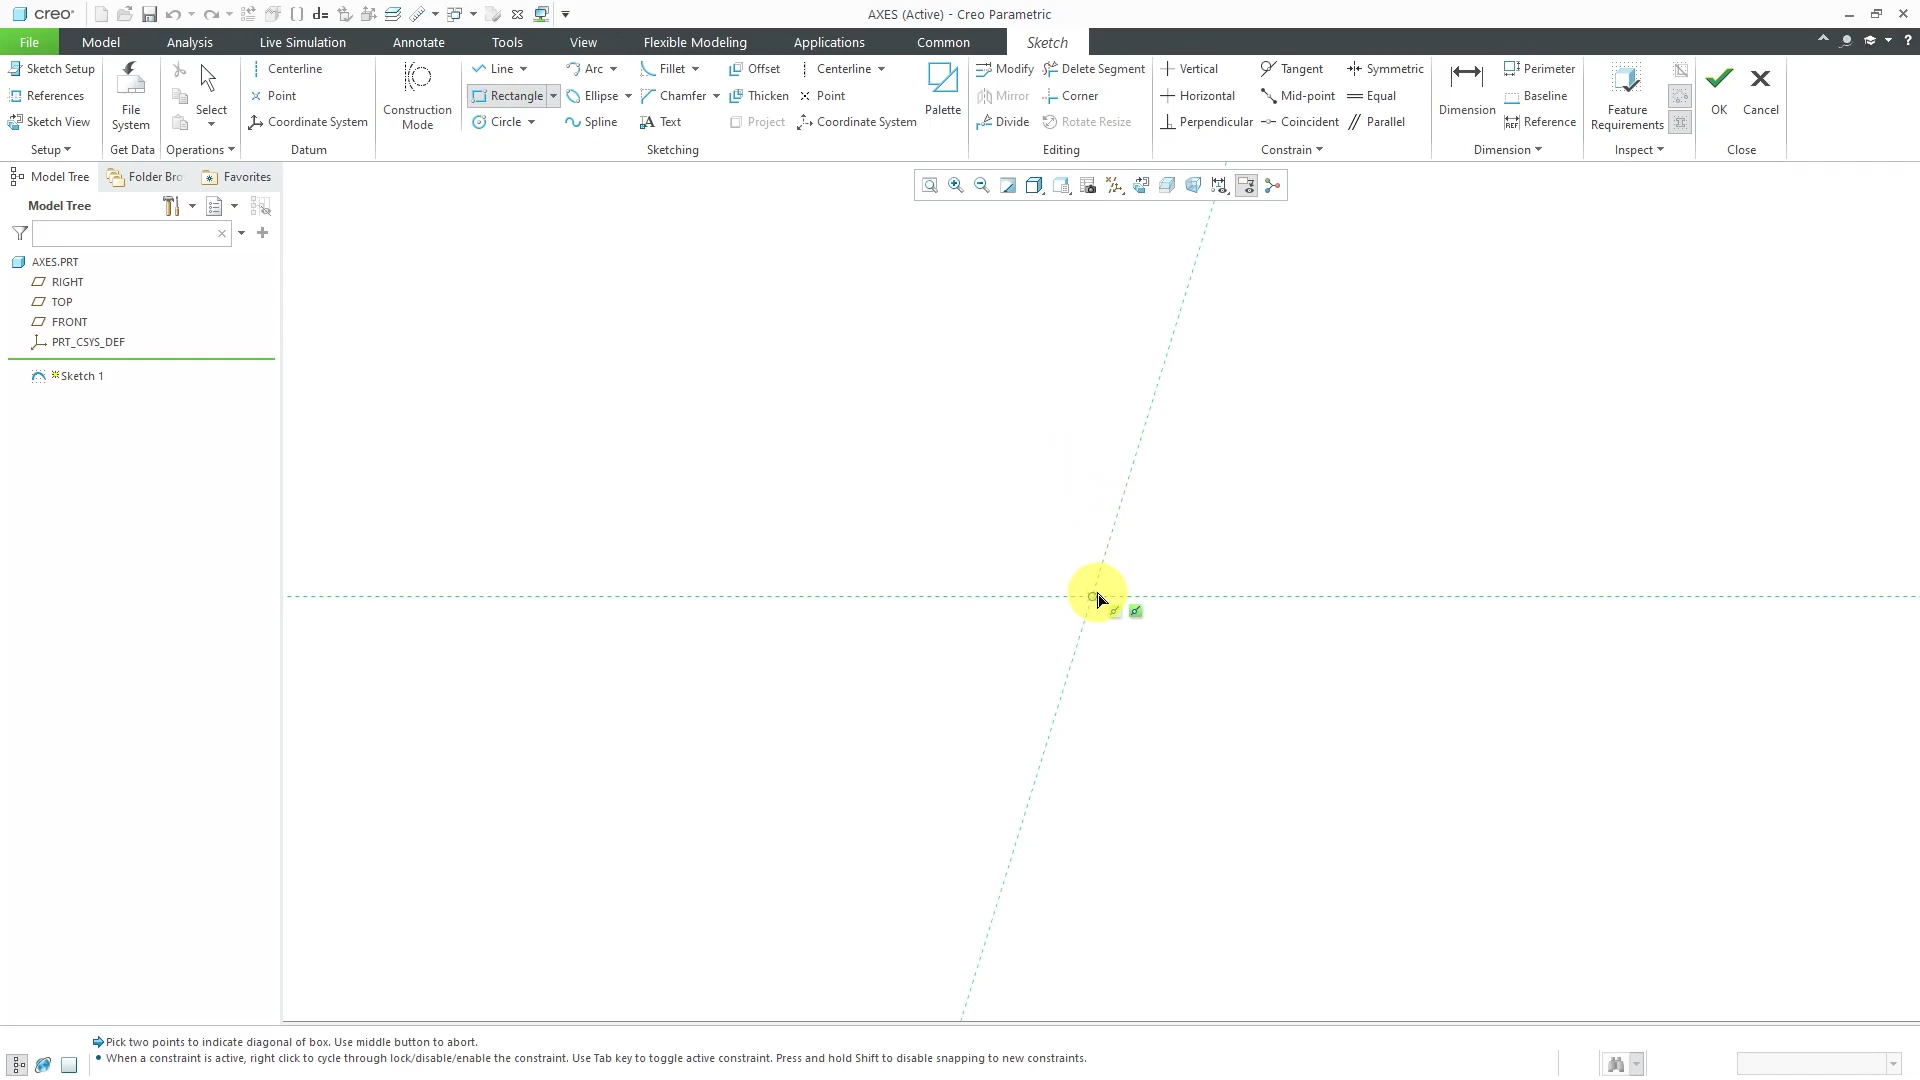 creo
AXES (Active) - Creo Parametric
File
Model
Analysis
Live Simulation
Annotate
Tools
View
Flexible Modeling
Applications
Common
Sketch
Sketch Setup
References
Sketch View
Setup
File System
Get Data
Select
Operations
Centerline
Point
Coordinate System
Datum
Construction Mode
Line
Rectangle
Circle
Arc
Ellipse
Spline
Fillet
Chamfer
Text
Offset
Thicken
Project
Centerline
Point
Coordinate System
Palette
Sketching
Modify
Mirror
Divide
Delete Segment
Corner
Rotate Resize
Editing
Vertical
Horizontal
Perpendicular
Tangent
Mid-point
Coincident
Symmetric
Equal
Parallel
Constrain
Dimension
Perimeter
Baseline
Reference
Dimension
Feature Requirements
Inspect
OK
Cancel
Close
Model Tree
Folder Bro
Favorites
Model Tree
AXES.PRT
RIGHT
TOP
FRONT
PRT_CSYS_DEF
Sketch 1
Pick two points to indicate diagonal of box. Use middle button to abort.
• When a constraint is active, right click to cycle through lock/disable/enable the constraint. Use Tab key to toggle active constraint. Press and hold Shift to disable snapping to new constraints.